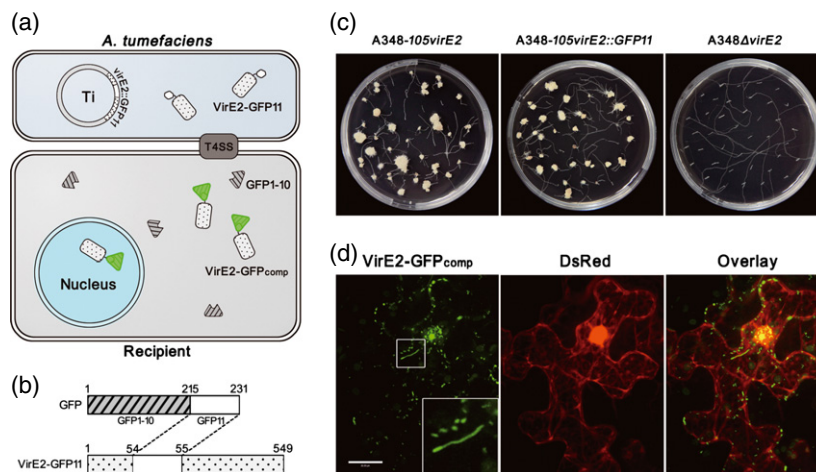 (a)
A. tumefaciens
Ti
virE2::GFP11
VirE2-GFP11
T4SS
GFP1-10
VirE2-GFPcomp
Nucleus
Recipient
(b)
1 215 231
GFP
GFP1-10 GFP11
1 54 55 549
VirE2-GFP11
(c)
A348-105virE2 A348-105virE2::GFP11 A348ΔvirE2
(d)
VirE2-GFPcomp DsRed Overlay